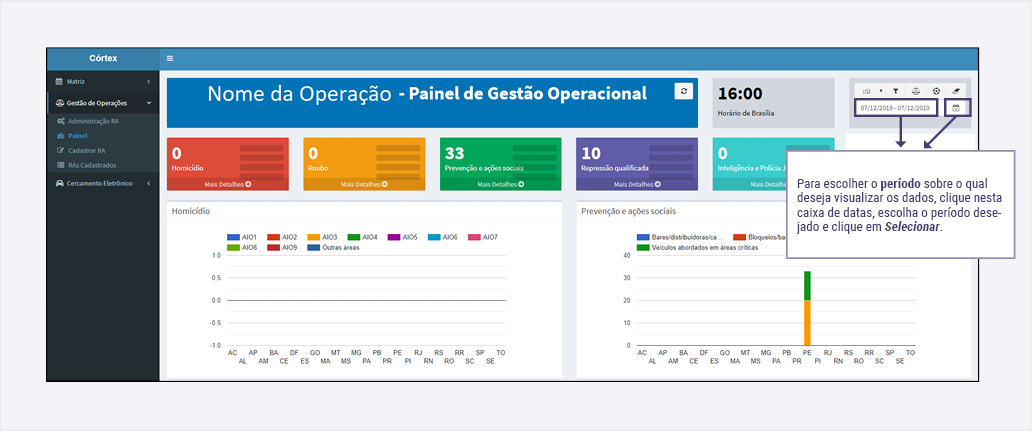 Córtex
Matriz
Gestão de Operações
Administração RA
Painel
Cadastrar RA
RAs Cadastrados
Cercamento Eletrônico
Nome da Operação - Painel de Gestão Operacional
16:00
Horário de Brasília
::U
07/12/2019 - 07/12/2019
0
Homicídio
Mais Detalhes
0
Roubo
Mais Detalhes
33
Prevenção e ações sociais
Mais Detalhes
10
Repressão qualificada
Mais Detalhes
0
Inteligência e Polícia J
Mais Detalh
Para escolher o período sobre o qual
deseja visualizar os dados, clique nesta
caixa de datas, escolha o período dese-
jado e clique em Selecionar.
Homicídio
AIO1 AIO2 AIO3 AIO4 AIO5 AIO6 AIO7
AIO8 AIO9 Outras áreas
1.0
0.5
0.0
-0.5
-1.0
AC AP BA DF GO MT MG PB PE RJ RS RR SP TO
AL AM CE ES MA MS PA PR PI RN RO SC SE
Prevenção e ações sociais
Bares/distribuidoras/ca... Bloqueios/ba
Veículos abordados em áreas críticas
40
30
20
10
0
AC AP BA DF GO MT MG PB PE RJ RS RR SP TO
AL AM CE ES MA MS PA PR PI RN RO SC SE